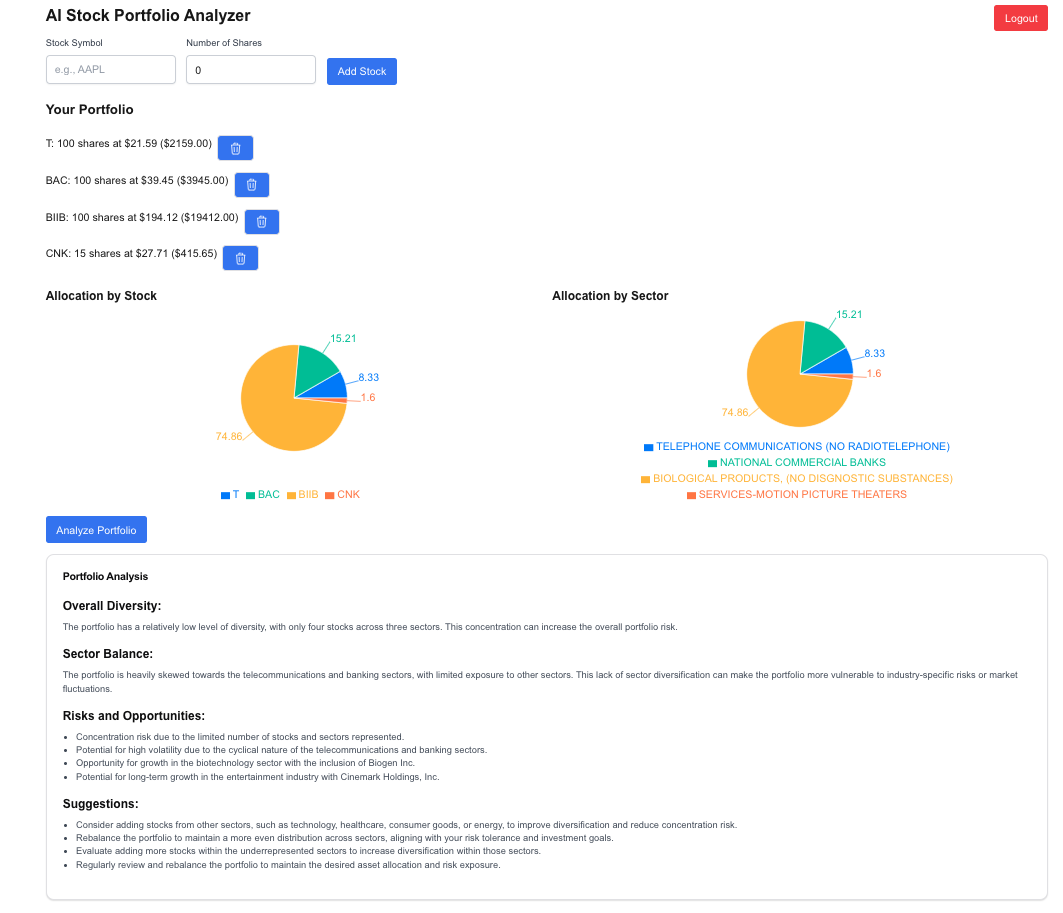 AI Stock Portfolio Analyzer
Logout
Stock Symbol
Number of Shares
e.g., AAPL
0
Add Stock
Your Portfolio
T: 100 shares at $21.59 ($2159.00)
BAC: 100 shares at $39.45 ($3945.00)
BIIB: 100 shares at $194.12 ($19412.00)
CNK: 15 shares at $27.71 ($415.65)
Allocation by Stock
15.21
8.33
1.6
74.86
T BAC BIIB CNK
Allocation by Sector
15.21
8.33
1.6
74.86
TELEPHONE COMMUNICATIONS (NO RADIOTELEPHONE)
NATIONAL COMMERCIAL BANKS
BIOLOGICAL PRODUCTS, (NO DISGNOSTIC SUBSTANCES)
SERVICES-MOTION PICTURE THEATERS
Analyze Portfolio
Portfolio Analysis
Overall Diversity:
The portfolio has a relatively low level of diversity, with only four stocks across three sectors. This concentration can increase the overall portfolio risk.
Sector Balance:
The portfolio is heavily skewed towards the telecommunications and banking sectors, with limited exposure to other sectors. This lack of sector diversification can make the portfolio more vulnerable to industry-specific risks or market
fluctuations.
Risks and Opportunities:
• Concentration risk due to the limited number of stocks and sectors represented.
• Potential for high volatility due to the cyclical nature of the telecommunications and banking sectors.
• Opportunity for growth in the biotechnology sector with the inclusion of Biogen Inc.
• Potential for long-term growth in the entertainment industry with Cinemark Holdings, Inc.
Suggestions:
• Consider adding stocks from other sectors, such as technology, healthcare, consumer goods, or energy, to improve diversification and reduce concentration risk.
• Rebalance the portfolio to maintain a more even distribution across sectors, aligning with your risk tolerance and investment goals.
• Evaluate adding more stocks within the underrepresented sectors to increase diversification within those sectors.
• Regularly review and rebalance the portfolio to maintain the desired asset allocation and risk exposure.